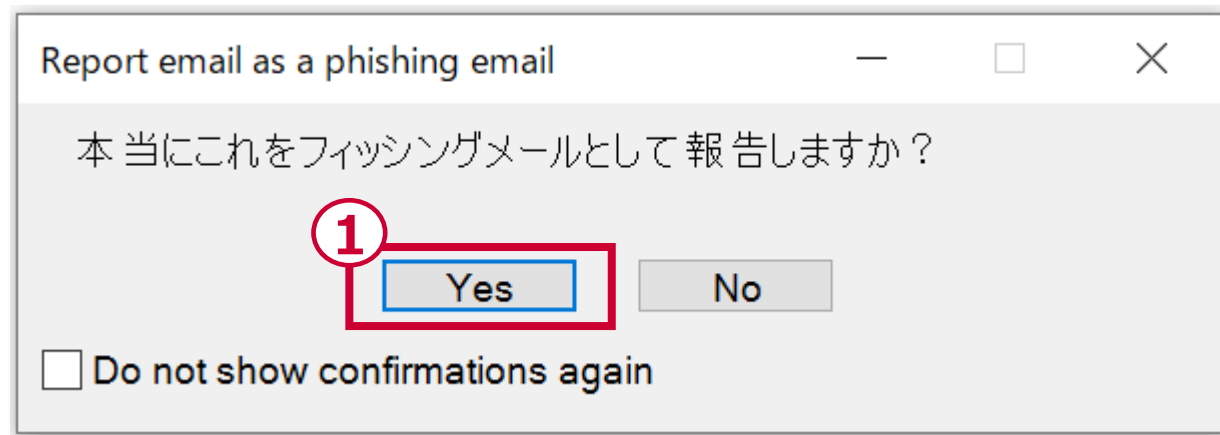 Report email as a phishing email
本当にこれをフィッシングメールとして報告しますか？
①
Yes No
Do not show confirmations again